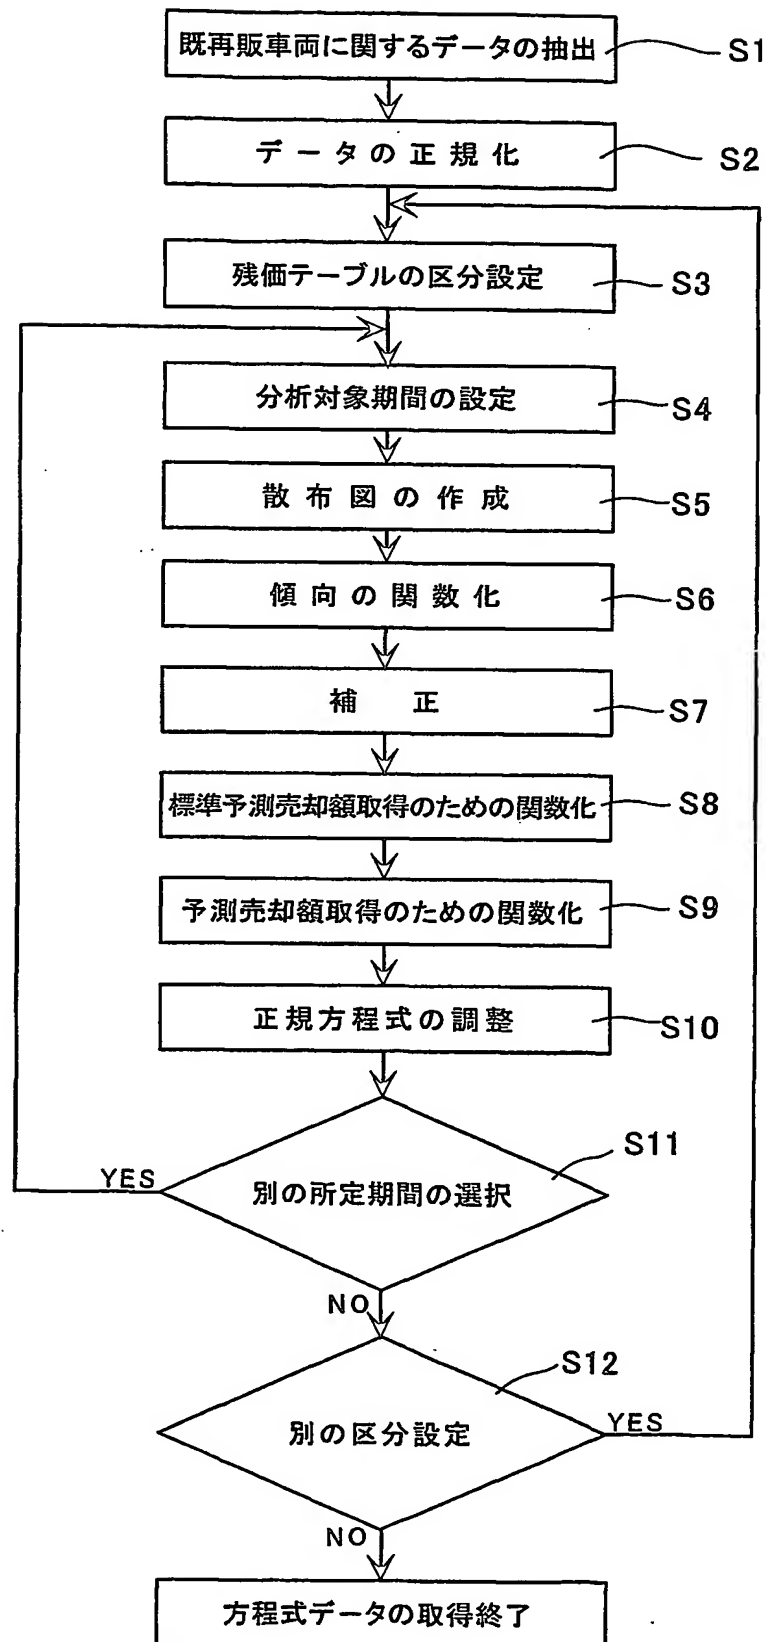 既再販車両に関するデータの抽出 S1
データの正規化 S2
残価テーブルの区分設定 S3
分析対象期間の設定 S4
散布図の作成 S5
傾向の関数化 S6
補正 S7
標準予測売却額取得のための関数化 S8
予測売却額取得のための関数化 S9
正規方程式の調整 S10
S11
YES 別の所定期間の選択
NO
S12
別の区分設定 YES
NO
方程式データの取得終了